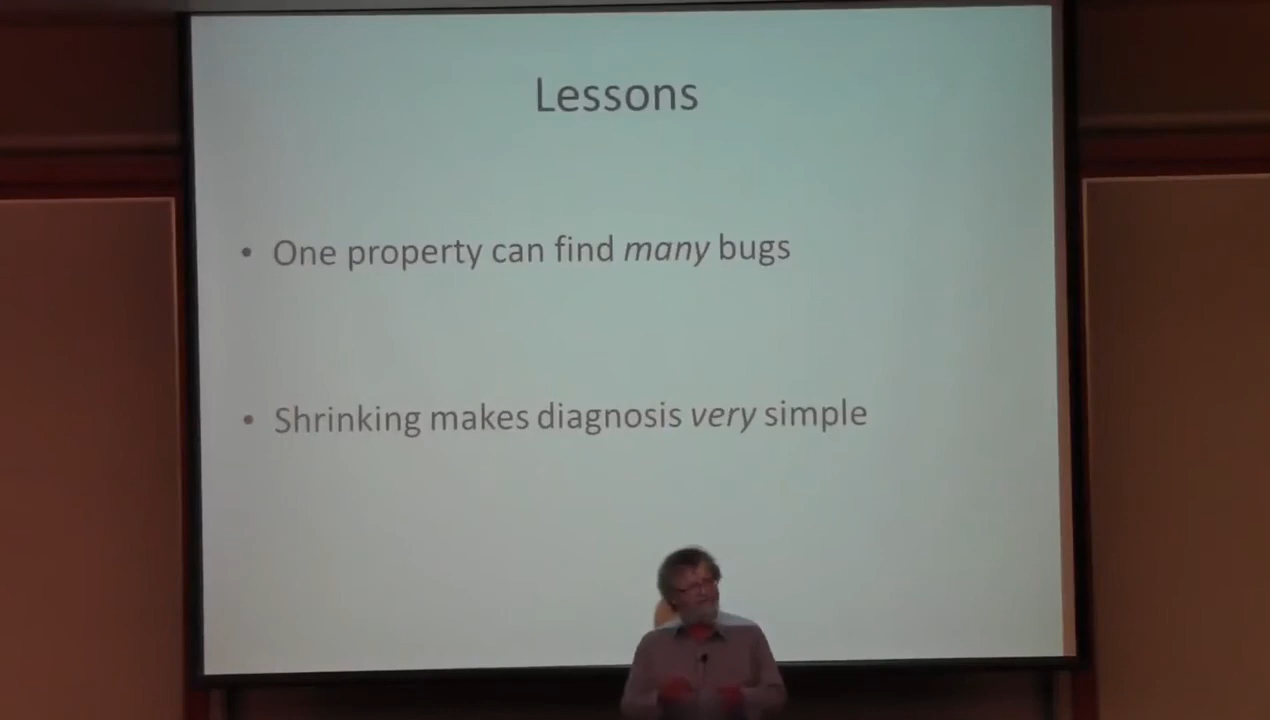 Lessons
• One property can find many bugs
• Shrinking makes diagnosis very simple